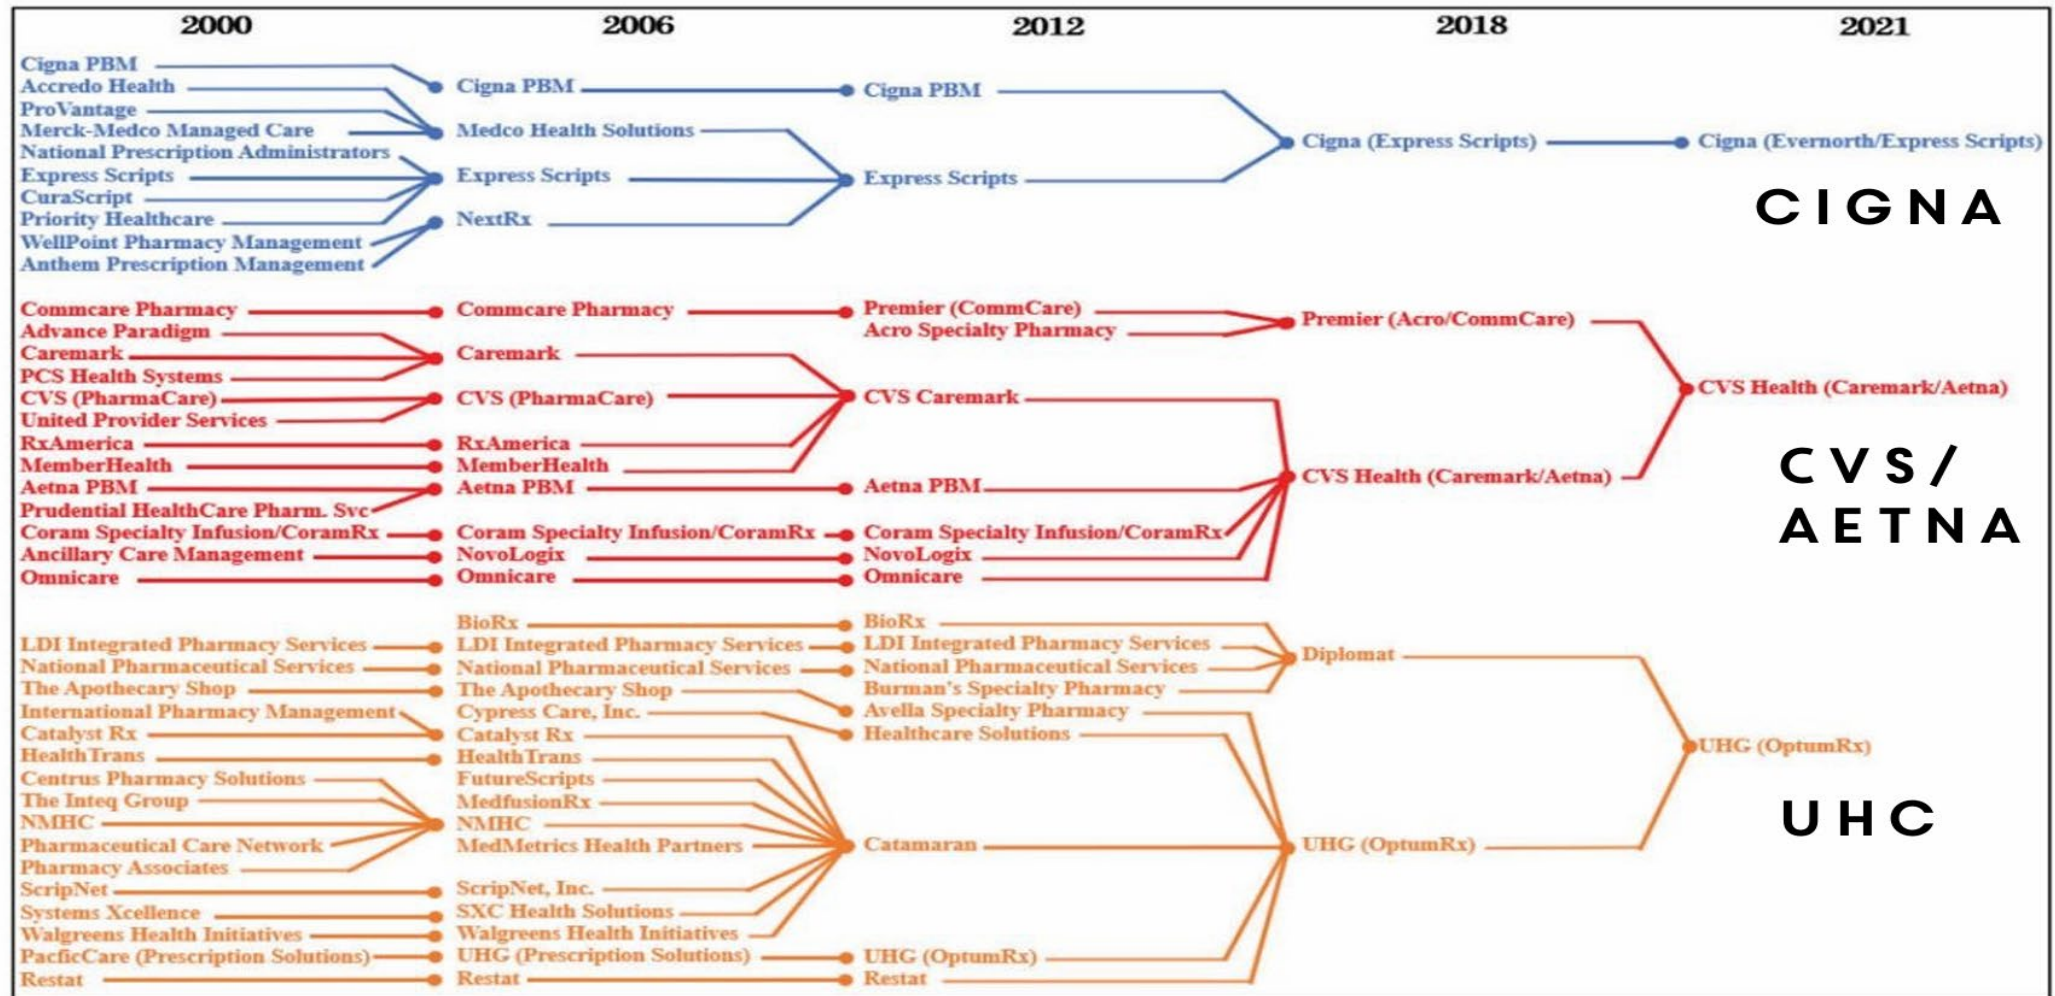 2000 2006 2012 2018 2021
Cigna PBM
Accredo Health
ProVantage
Merck-Medco Managed Care
National Prescription Administrators
Express Scripts
CuraScript
Priority Healthcare
WellPoint Pharmacy Management
Anthem Prescription Management
Cigna PBM
Medco Health Solutions
Express Scripts
NextRx
Cigna PBM
Express Scripts
Cigna (Express Scripts)
Cigna (Evernorth/Express Scripts)
CIGNA
Commcare Pharmacy
Advance Paradigm
Caremark
PCS Health Systems
CVS (PharmaCare)
United Provider Services
RxAmerica
MemberHealth
Aetna PBM
Prudential HealthCare Pharm. Svc
Coram Specialty Infusion/CoramRx
Ancillary Care Management
Omnicare
Commcare Pharmacy
Caremark
CVS (PharmaCare)
RxAmerica
MemberHealth
Aetna PBM
Coram Specialty Infusion/CoramRx
NovoLogix
Omnicare
Premier (CommCare)
Acro Specialty Pharmacy
CVS Caremark
Aetna PBM
Coram Specialty Infusion/CoramRx
NovoLogix
Omnicare
Premier (Acro/CommCare)
CVS Health (Caremark/Aetna)
CVS Health (Caremark/Aetna)
CVS/
AETNA
LDI Integrated Pharmacy Services
National Pharmaceutical Services
The Apothecary Shop
International Pharmacy Management
Catalyst Rx
HealthTrans
Centrus Pharmacy Solutions
The Inteq Group
NMHC
Pharmaceutical Care Network
Pharmacy Associates
ScripNet
Systems Xcellence
Walgreens Health Initiatives
PacficCare (Prescription Solutions)
Restat
BioRx
LDI Integrated Pharmacy Services
National Pharmaceutical Services
The Apothecary Shop
Cypress Care, Inc.
Catalyst Rx
HealthTrans
FutureScripts
MedfusionRx
NMHC
MedMetrics Health Partners
ScripNet, Inc.
SXC Health Solutions
Walgreens Health Initiatives
UHG (Prescription Solutions)
Restat
BioRx
LDI Integrated Pharmacy Services
National Pharmaceutical Services
Burman's Specialty Pharmacy
Avella Specialty Pharmacy
Healthcare Solutions
Catamaran
UHG (OptumRx)
Restat
Diplomat
UHG (OptumRx)
UHG (OptumRx)
UHC